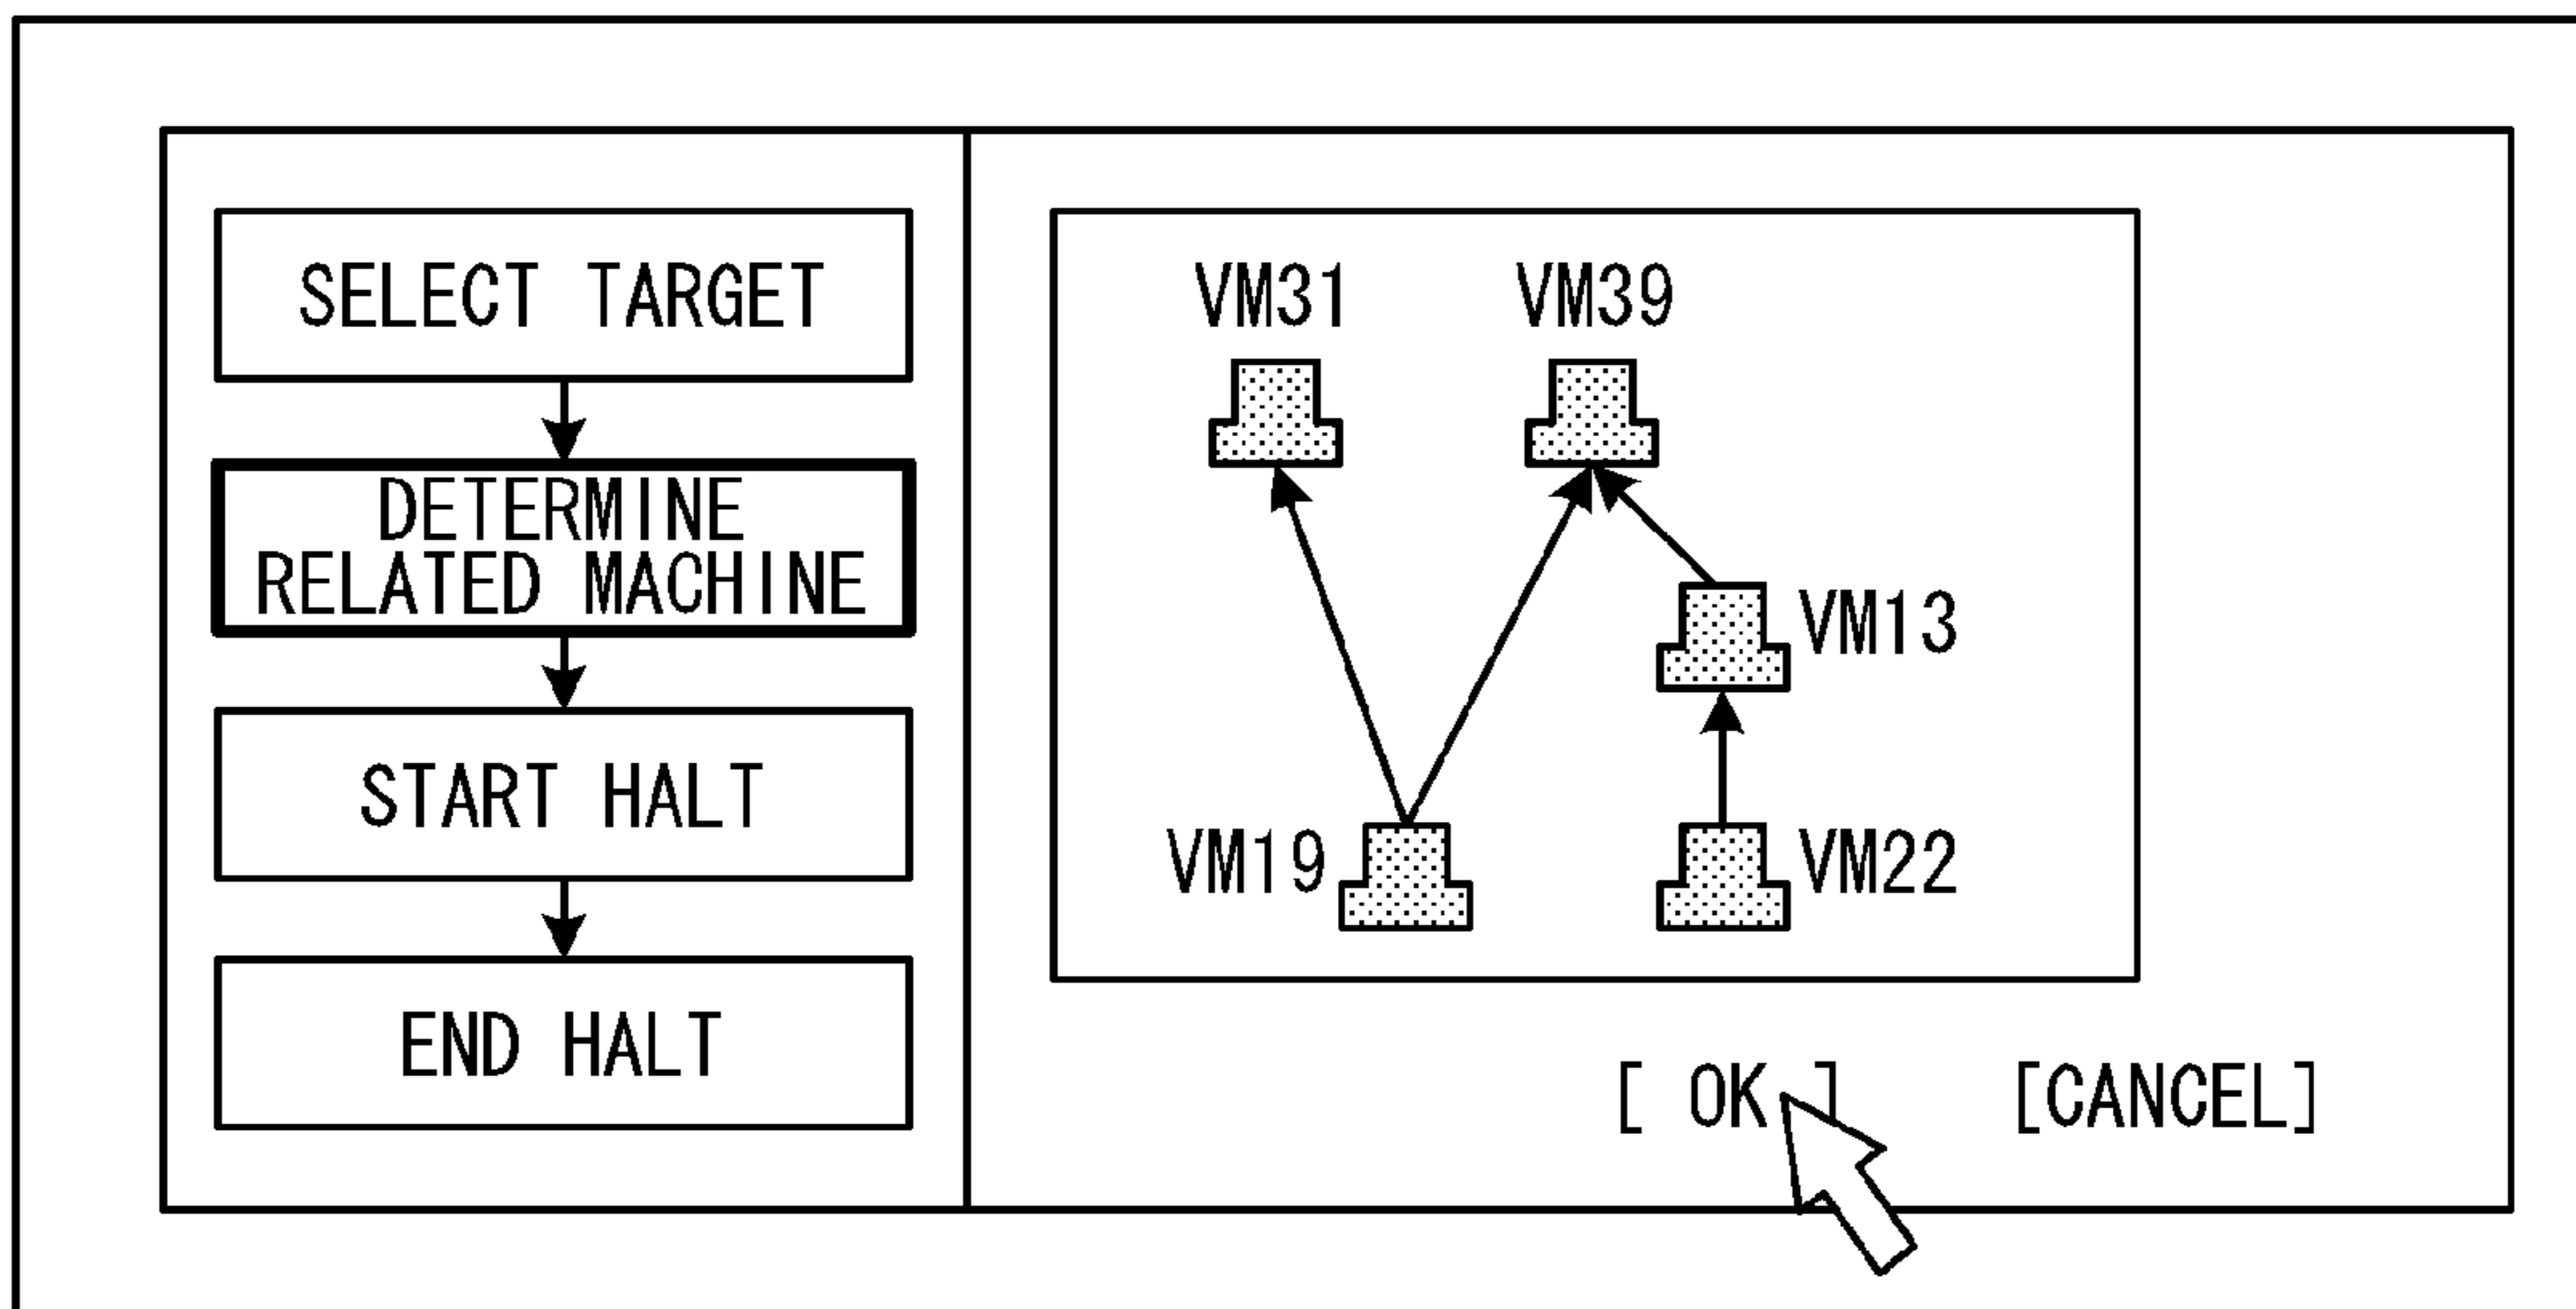 SELECT TARGET
DETERMINE
RELATED MACHINE
START HALT
END HALT
VM31
VM39
VM13
VM19
VM22
[ OK ]
[CANCEL]